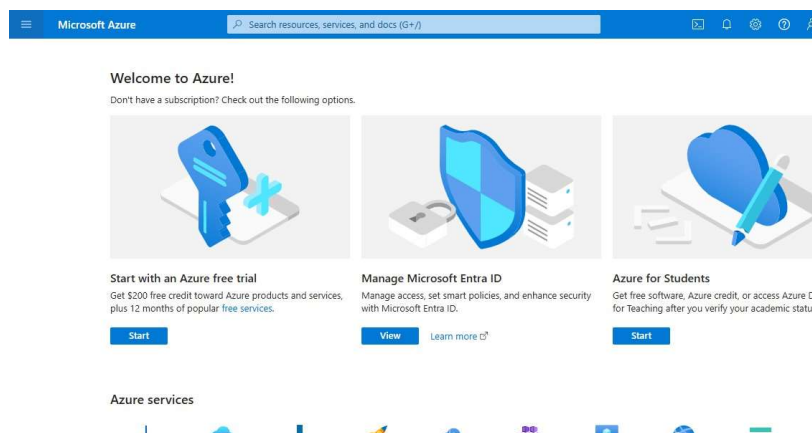 Microsoft Azure
Search resources, services, and docs (G+/)
Welcome to Azure!
Don't have a subscription? Check out the following options.
Start with an Azure free trial
Get $200 free credit toward Azure products and services,
plus 12 months of popular free services.
Start
Manage Microsoft Entra ID
Manage access, set smart policies, and enhance security
with Microsoft Entra ID.
View
Learn more
Azure for Students
Get free software, Azure credit, or access Azure D
for Teaching after you verify your academic statu
Start
Azure services